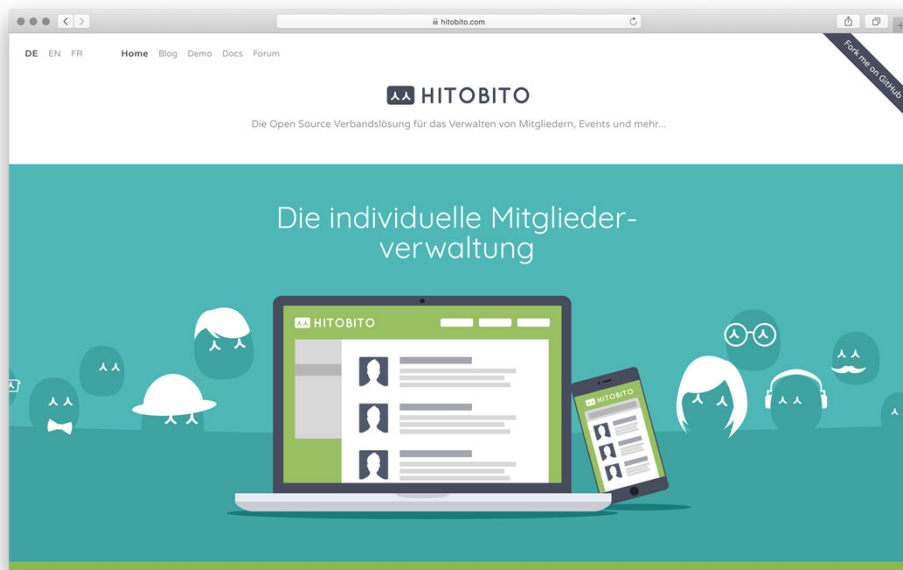 hitobito.com
DE EN FR Home Blog Demo Docs Forum
Fork me on GitHub
HITOBITO
Die Open Source Verbandslösung für das Verwalten von Mitgliedern, Events und mehr...
Die individuelle Mitglieder-
verwaltung
HITOBITO
HITOBITO